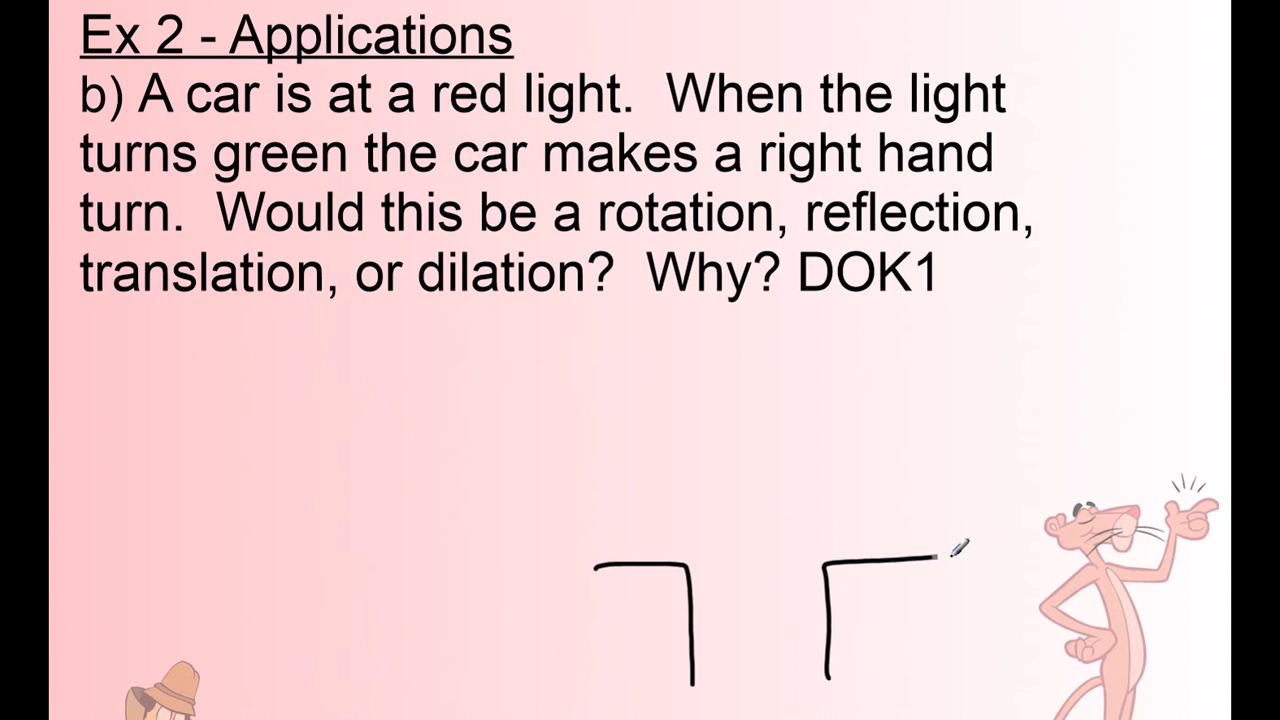 Ex 2 - Applications
b) A car is at a red light.  When the light
turns green the car makes a right hand
turn.  Would this be a rotation, reflection,
translation, or dilation?  Why? DOK1